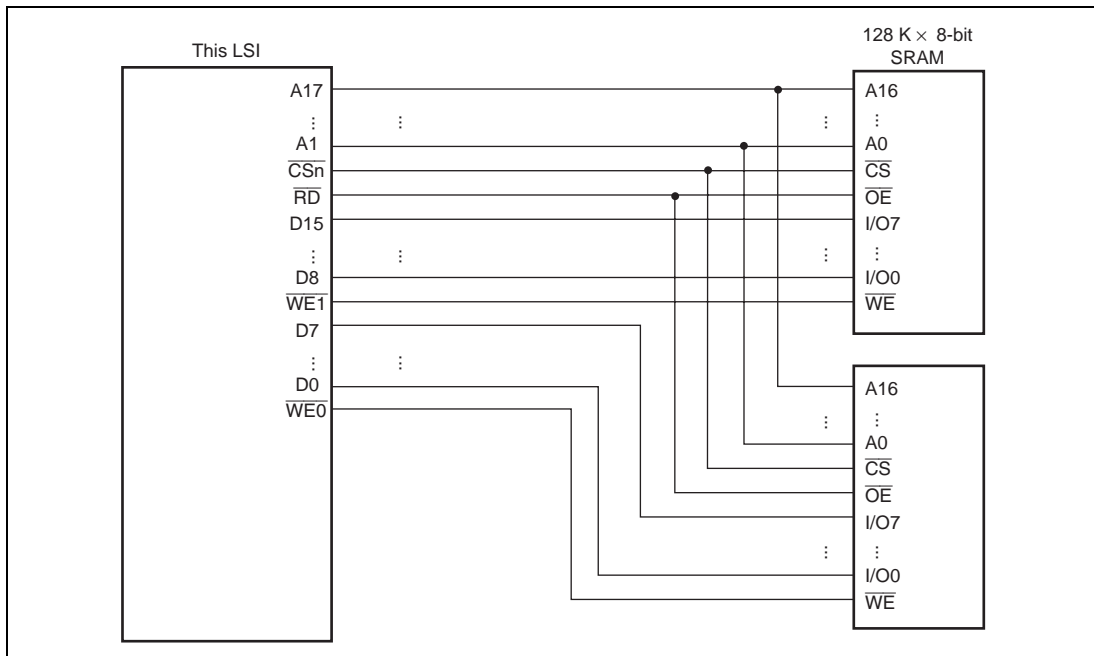 This LSI
A17
⋮
A1
CSn
RD
D15
⋮
D8
WE1
D7
⋮
D0
WE0
⋮
⋮
⋮
128 K × 8-bit
SRAM
A16
⋮
A0
CS
OE
I/O7
⋮
I/O0
WE
⋮
⋮
A16
⋮
A0
CS
OE
I/O7
⋮
I/O0
WE
⋮
⋮